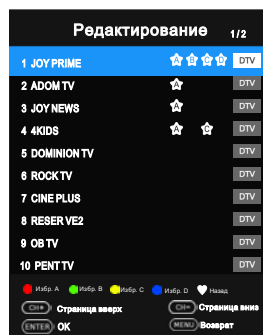 Редактирование 1/2
1 JOY PRIME A B C D DTV
2 ADOM TV A DTV
3 JOY NEWS A DTV
4 4KIDS A C DTV
5 DOMINION TV DTV
6 ROCK TV DTV
7 CINE PLUS DTV
8 RESERVE2 DTV
9 OB TV DTV
10 PENT TV DTV
Избр. A Избр. B Избр. C Избр. D Назад
CH+ Страница вверх CH- Страница вниз
ENTER OK MENU Возврат